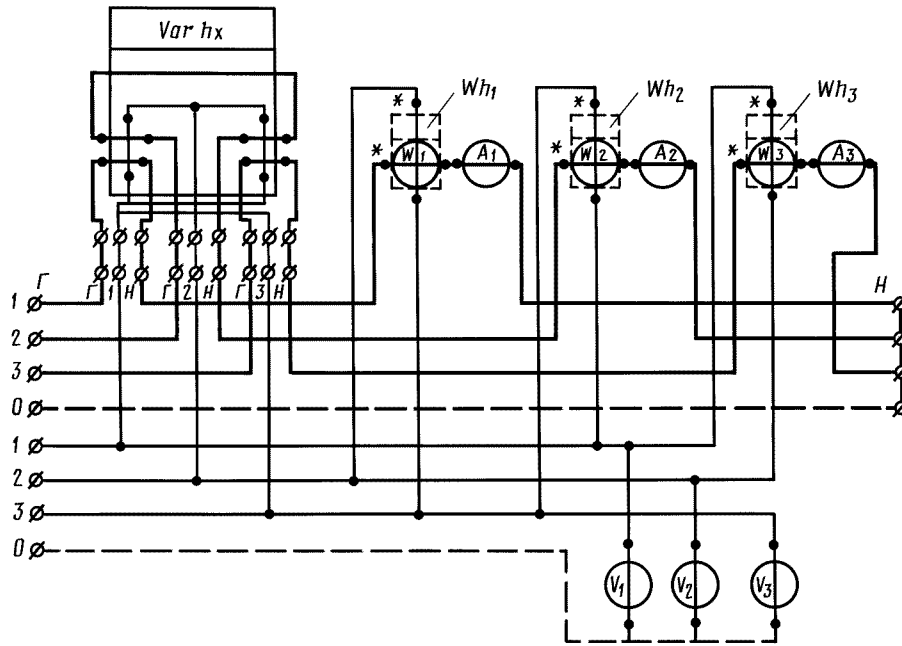 Var hx
* Wh₁
* Wh₂
* Wh₃
* W₁ A₁
* W₂ A₂
* W₃ A₃
Г Г 1 Н Г 2 Н Г 3 Н Н
1
2
3
0
1
2
3
0
V₁ V₂ V₃